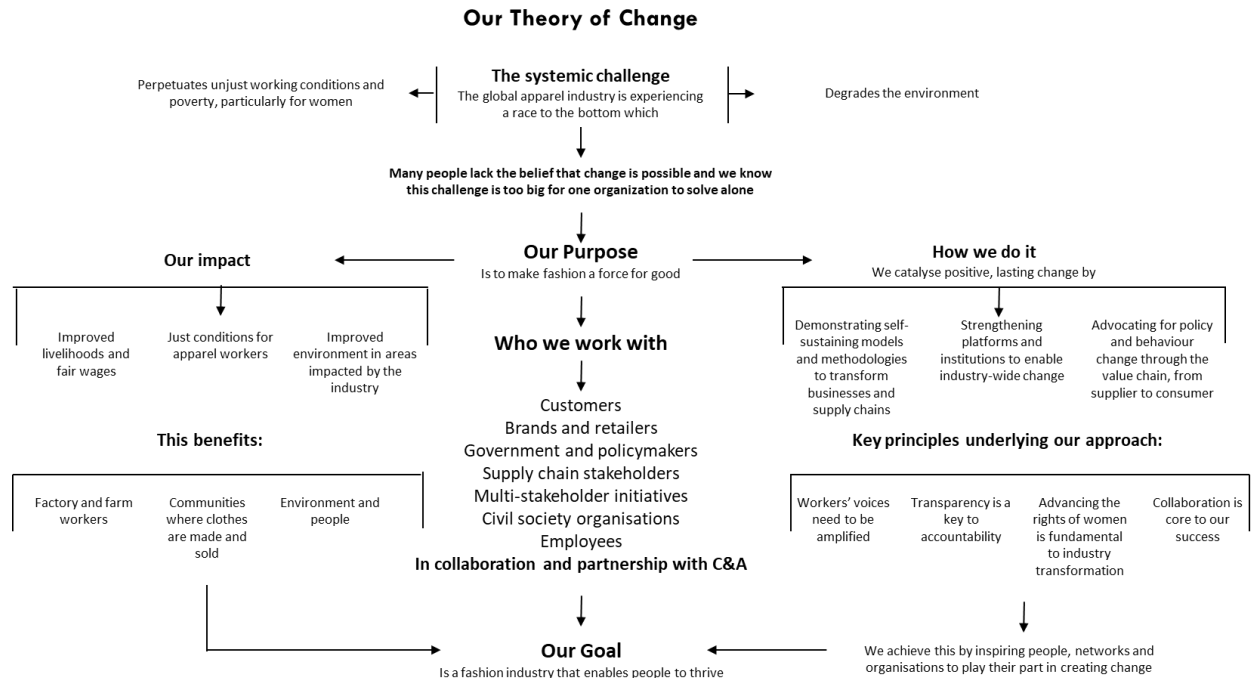 Our Theory of Change
Perpetuates unjust working conditions and
poverty, particularly for women
The systemic challenge
The global apparel industry is experiencing
a race to the bottom which
Degrades the environment
Many people lack the belief that change is possible and we know
this challenge is too big for one organization to solve alone
Our impact
Our Purpose
Is to make fashion a force for good
How we do it
We catalyse positive, lasting change by
Improved
livelihoods and
fair wages
Just conditions for
apparel workers
Improved
environment in areas
impacted by the
industry
Who we work with
Demonstrating self-
sustaining models
and methodologies
to transform
businesses and
supply chains
Strengthening
platforms and
institutions to enable
industry-wide change
Advocating for policy
and behaviour
change through the
value chain, from
supplier to consumer
Customers
Brands and retailers
Government and policymakers
Supply chain stakeholders
Multi-stakeholder initiatives
Civil society organisations
Employees
In collaboration and partnership with C&A
This benefits:
Factory and farm
workers
Communities
where clothes
are made and
sold
Environment and
people
Key principles underlying our approach:
Workers' voices
need to be
amplified
Transparency is a
key to
accountability
Advancing the
rights of women
is fundamental
to industry
transformation
Collaboration is
core to our
success
Our Goal
Is a fashion industry that enables people to thrive
We achieve this by inspiring people, networks and
organisations to play their part in creating change